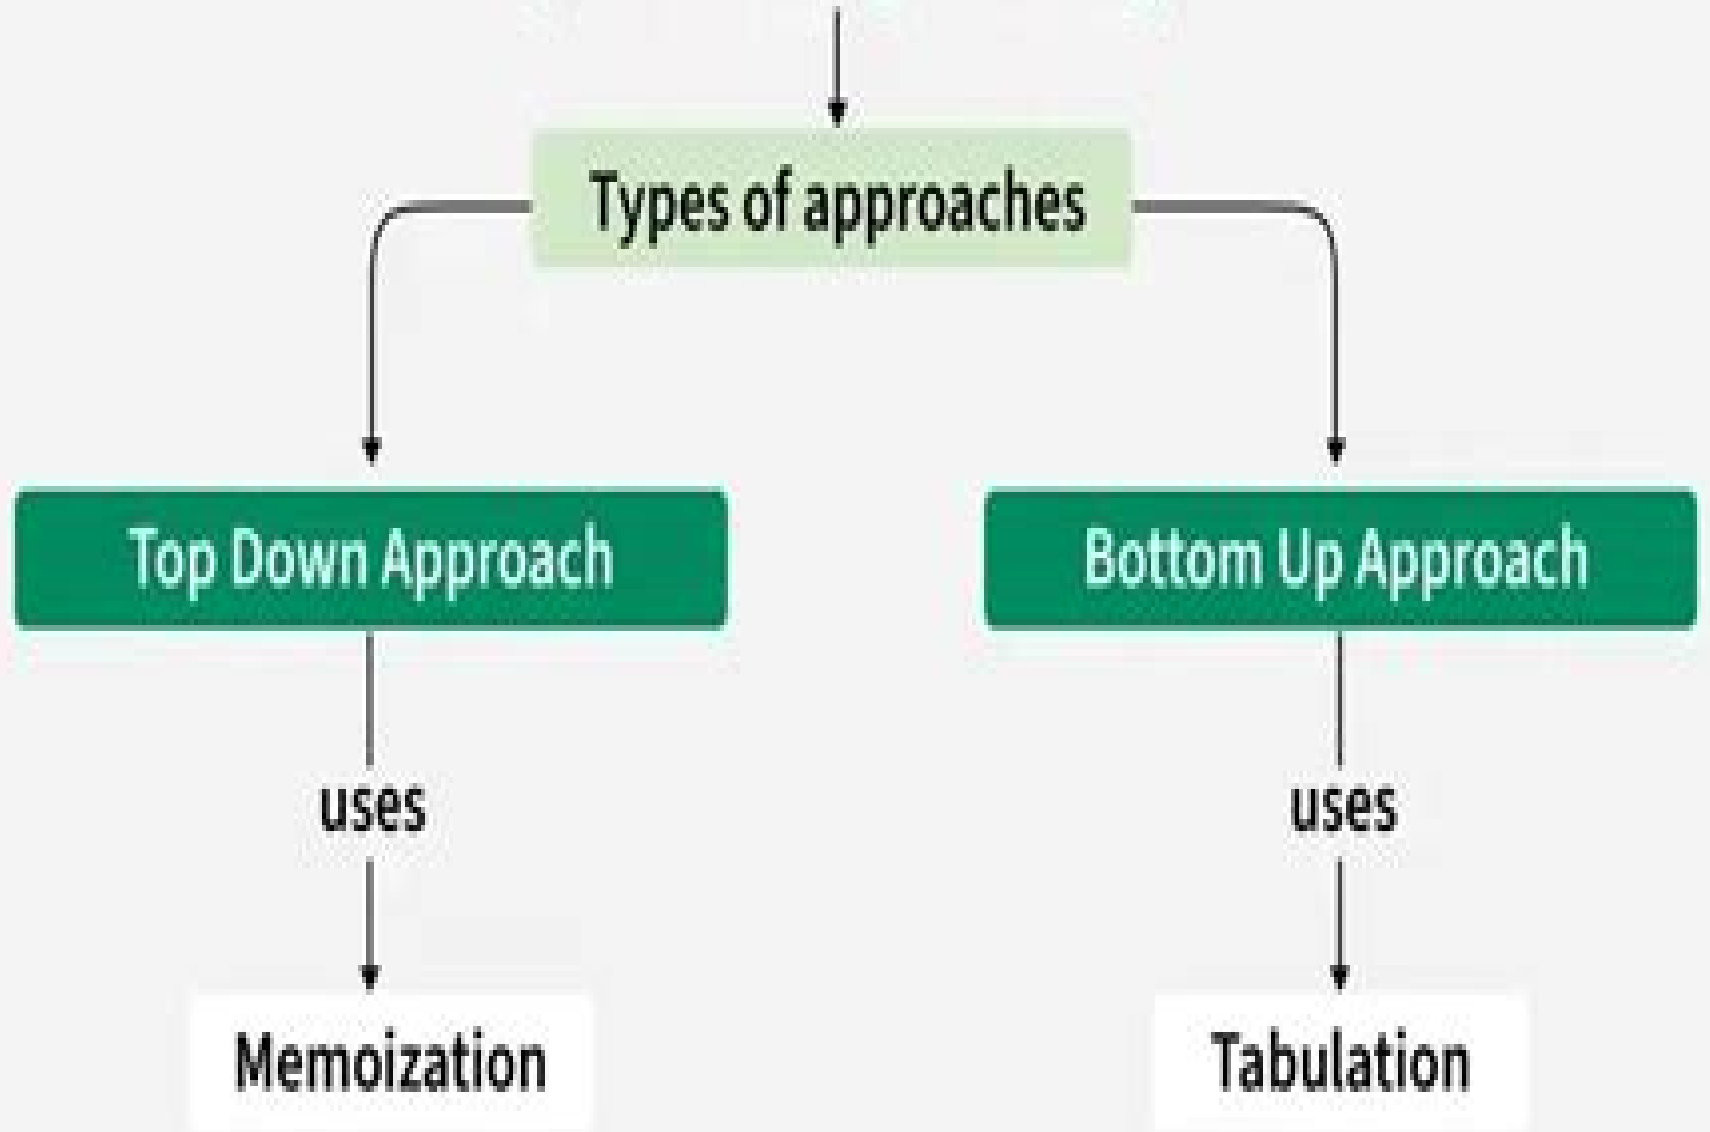 Types of approaches
Top Down Approach
Bottom Up Approach
uses
uses
Memoization
Tabulation